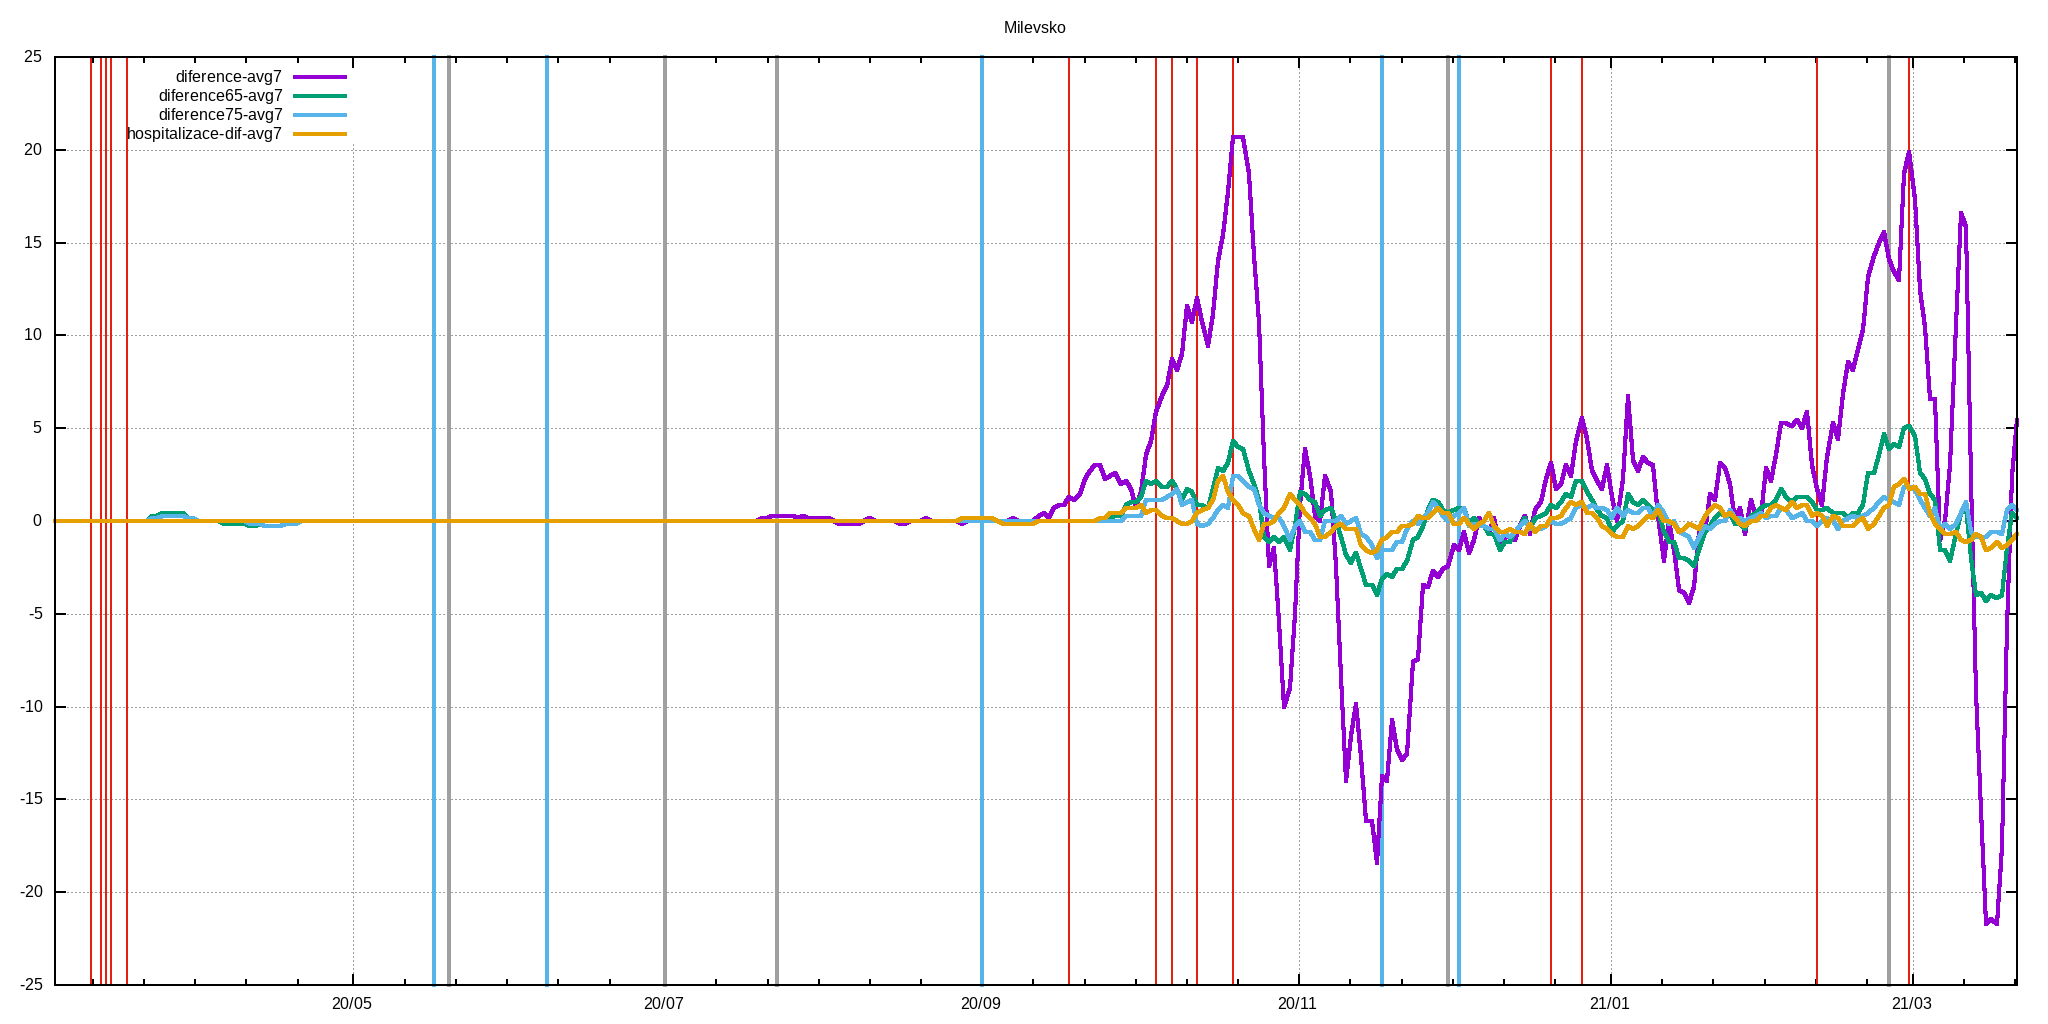 Milevsko
25
diference-avg7
diference65-avg7
diference75-avg7
hospitalizace-dif-avg7
20
15
10
5
0
-5
-10
-15
-20
-25
20/05 20/07 20/09 20/11 21/01 21/03